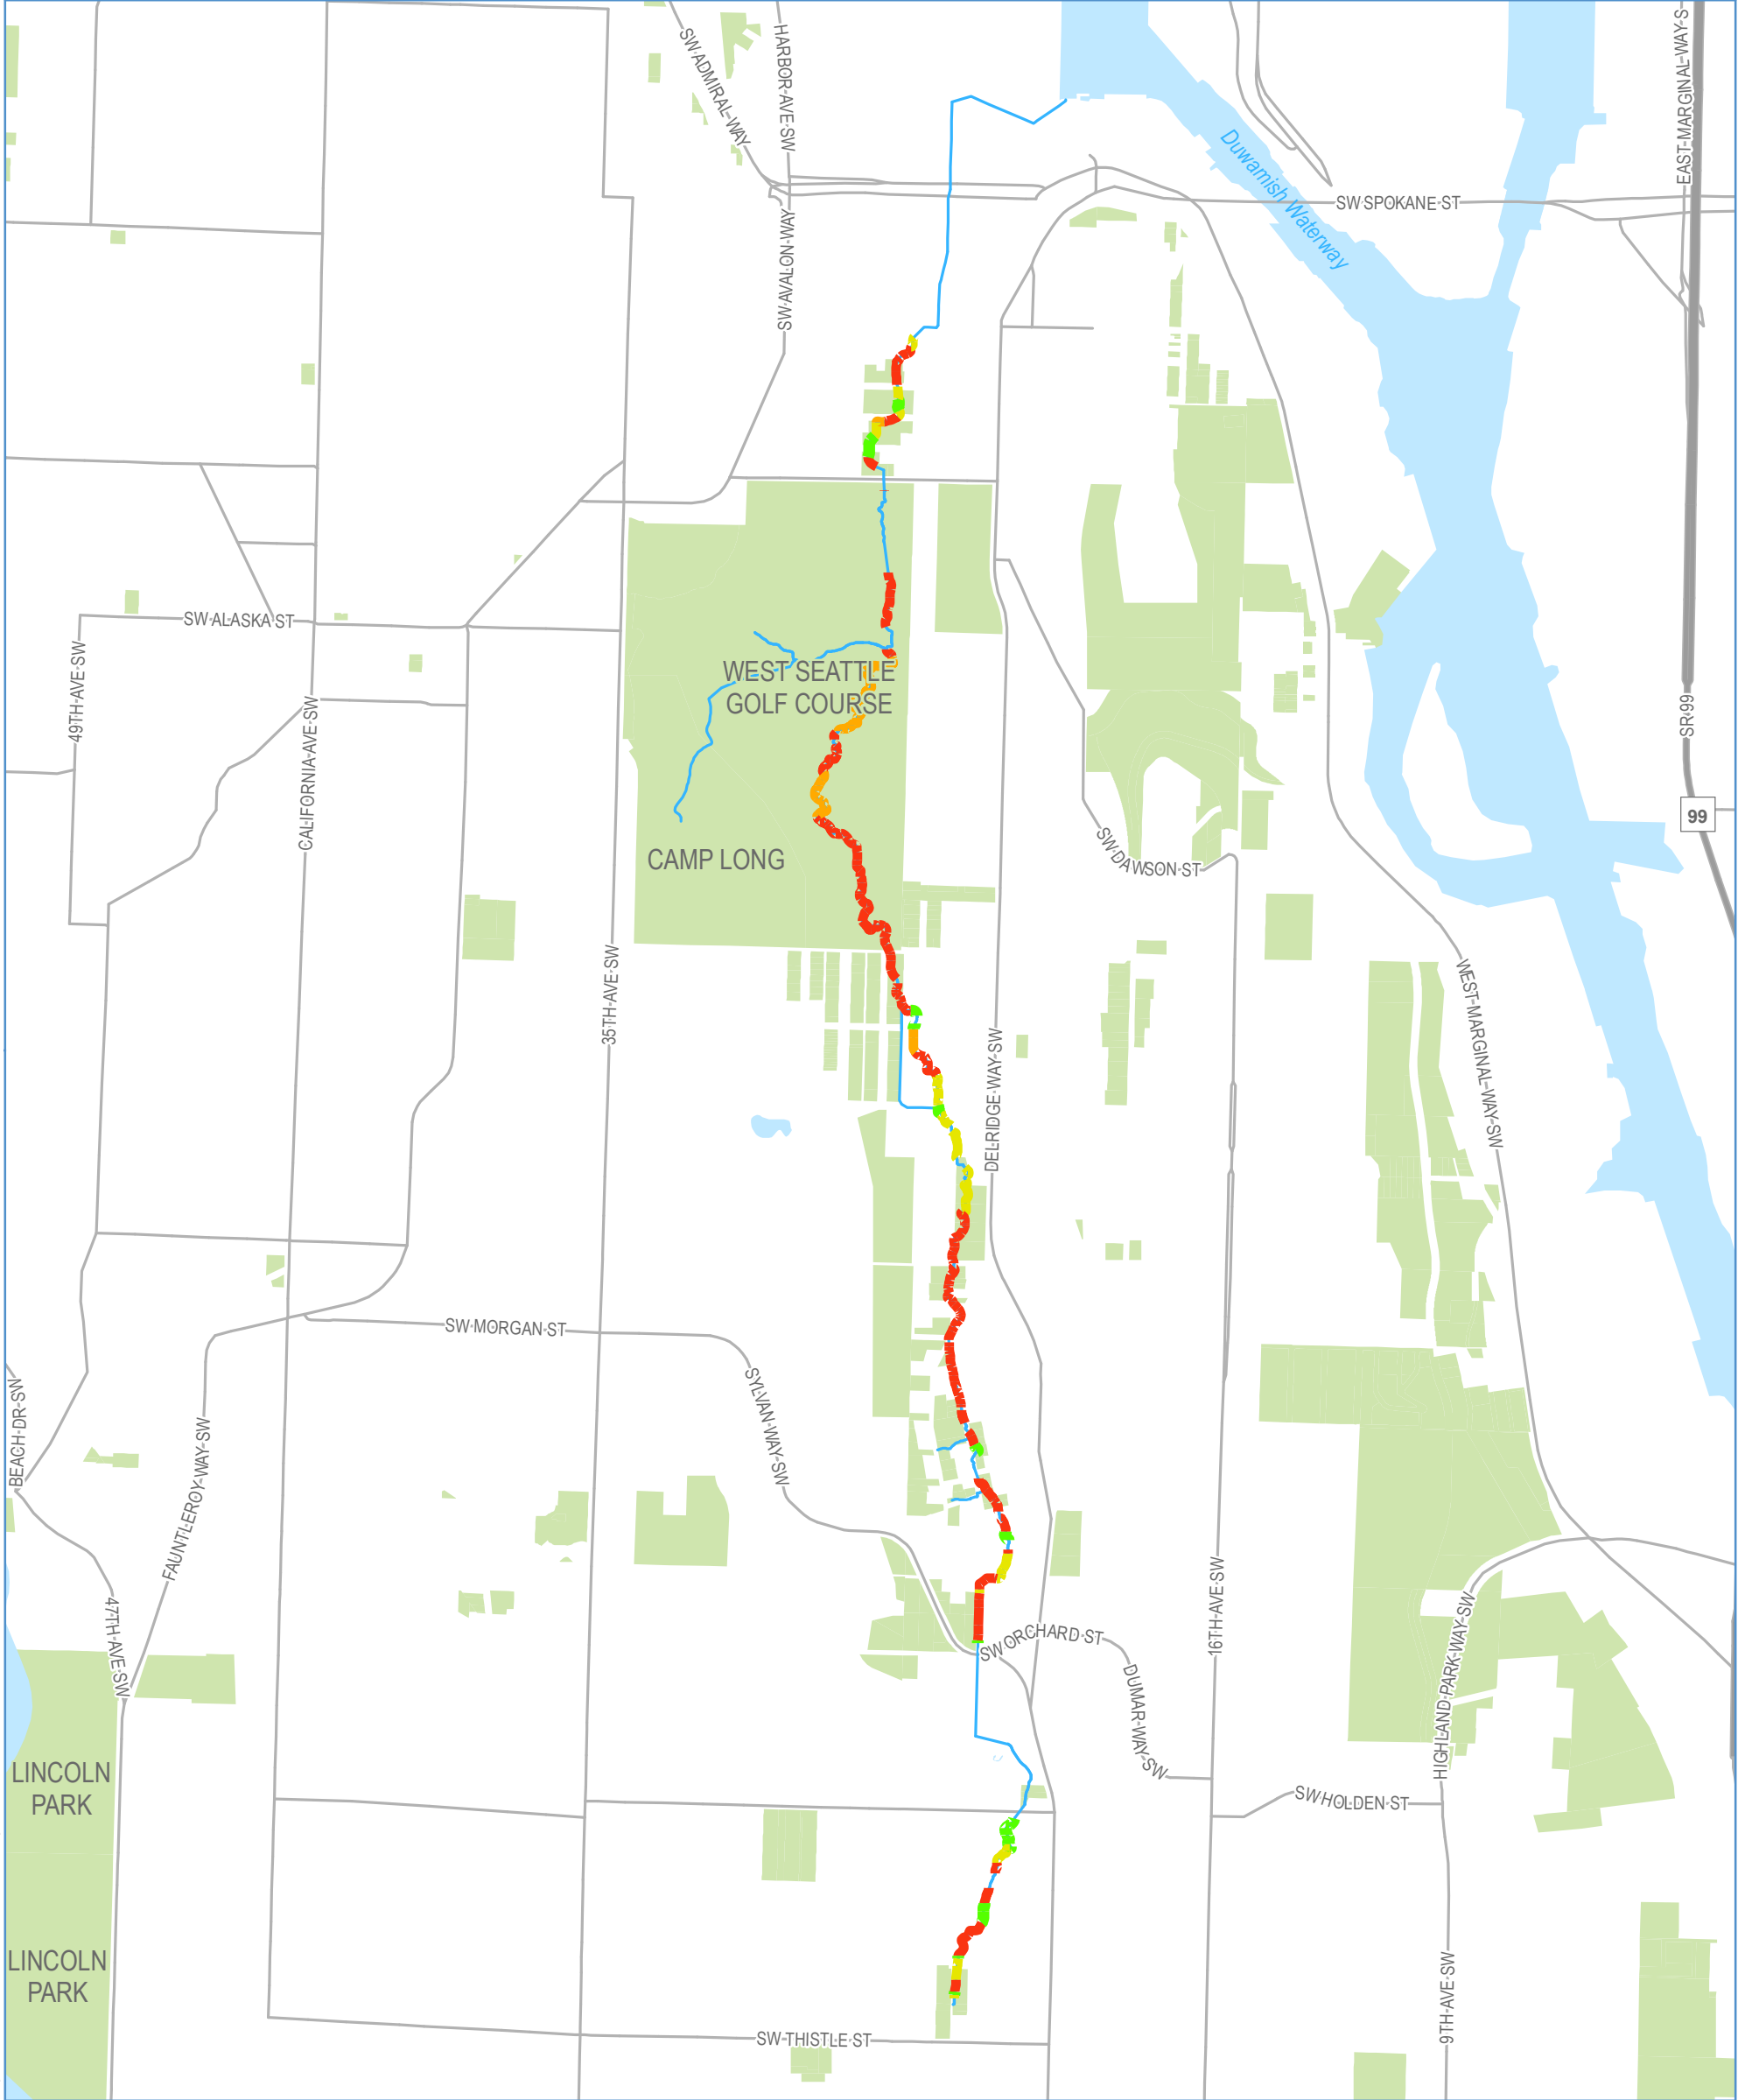 SW ADMIRAL WAY
HARBOR AVE SW
EAST MARGINAL WAY S
Duwamish Waterway
SW SPOKANE ST
SW AVALON WAY
SW ALASKA ST
49TH AVE SW
WEST SEATTLE
GOLF COURSE
SR 99
CALIFORNIA AVE SW
99
CAMP LONG
SW DAWSON ST
35TH AVE SW
WEST MARGINAL WAY SW
DELRIDGE WAY SW
SW MORGAN ST
BEACH DR SW
SYLVAN WAY SW
FAUNTLEROY WAY SW
16TH AVE SW
47TH AVE SW
SW ORCHARD ST
HIGHLAND PARK WAY SW
DUMAR WAY SW
LINCOLN
PARK
SW HOLDEN ST
LINCOLN
PARK
9TH AVE SW
SW THISTLE ST